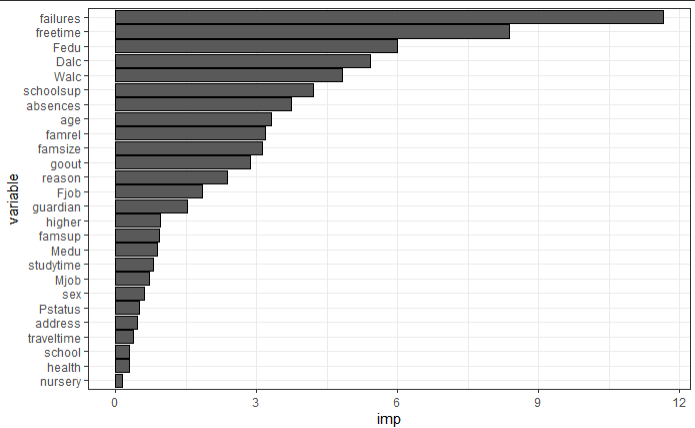 failures
freetime
Fedu
Dalc
Walc
schoolsup
absences
age
famrel
famsize
goout
reason
Fjob
guardian
higher
famsup
Medu
studytime
Mjob
sex
Pstatus
address
traveltime
school
health
nursery
variable
0 3 6 9 12
imp